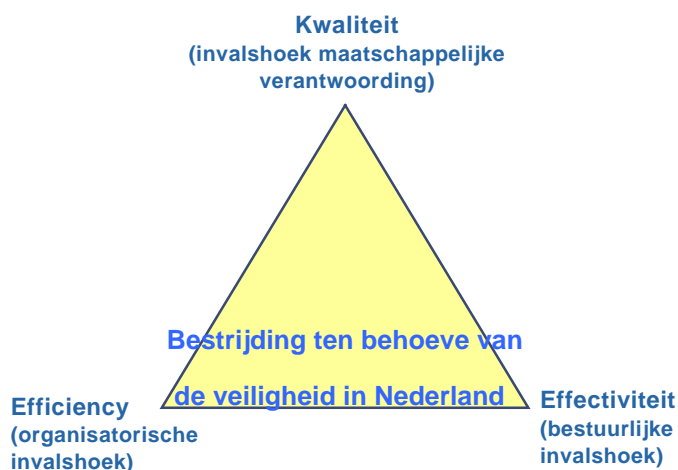 Kwaliteit
(invalshoek maatschappelijke
verantwoording)
Bestrijding ten behoeve van
de veiligheid in Nederland
Efficiency
(organisatorische
invalshoek)
Effectiviteit
(bestuurlijke
invalshoek)